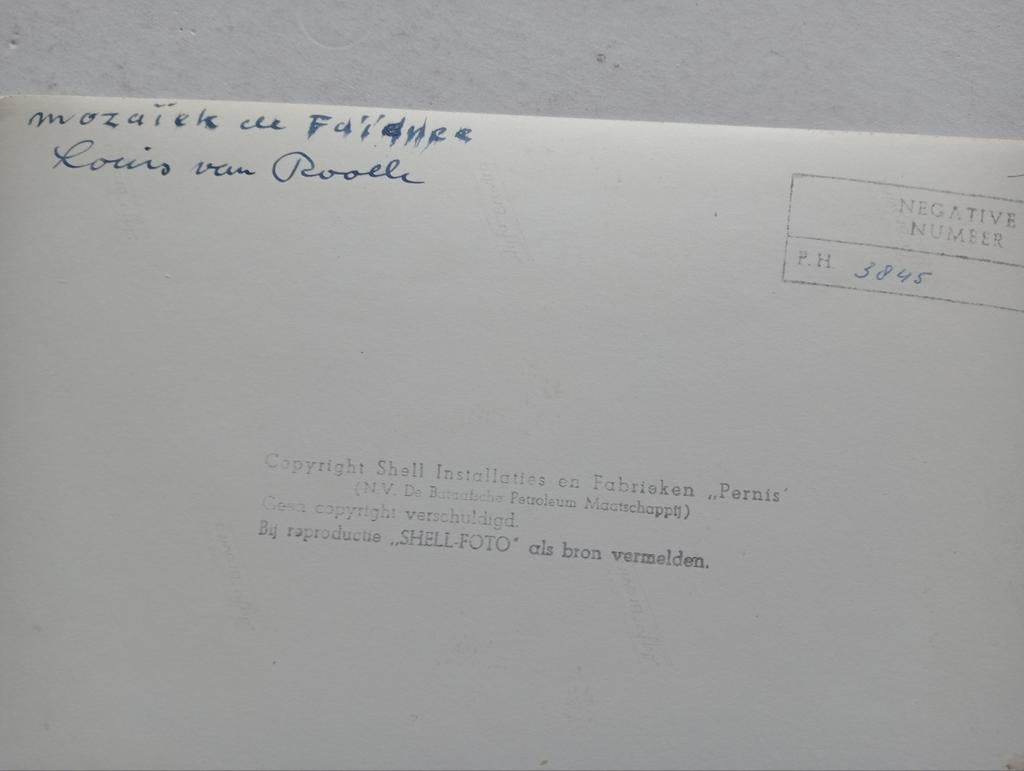 mozaïek de Faïence
Louis van Roode
NEGATIVE
NUMBER
P.H. 3845
Copyright Shell Installaties en Fabrieken „Pernis"
(N.V. De Bataafsche Petroleum Maatschappij)
Geen copyright verschuldigd.
Bij reproductie „SHELL-FOTO" als bron vermelden.